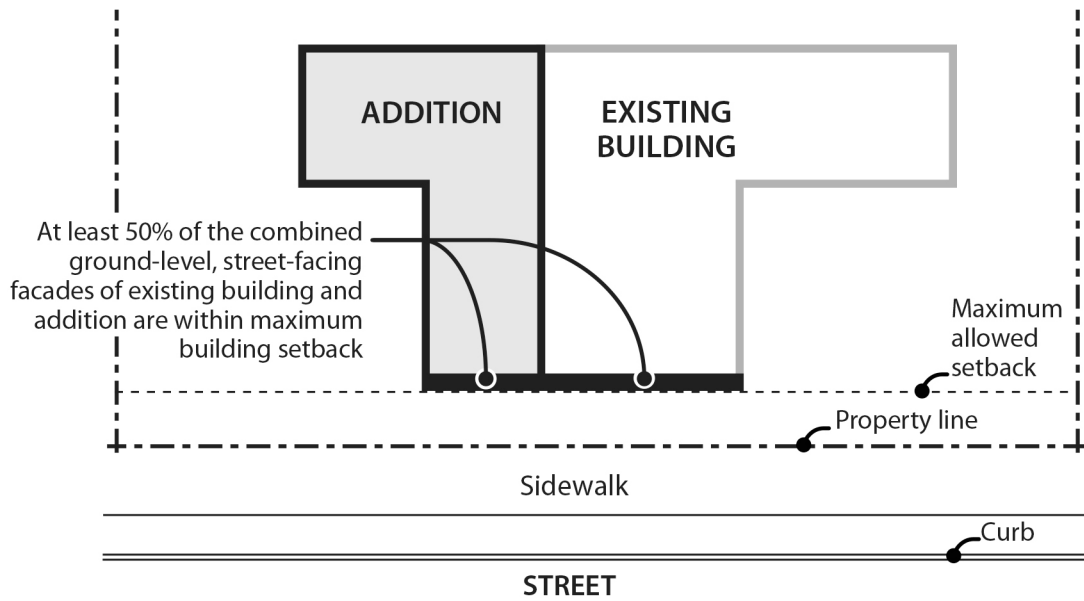 ADDITION
EXISTING
BUILDING
At least 50% of the combined
ground-level, street-facing
facades of existing building and
addition are within maximum
building setback
Maximum
allowed
setback
Property line
Sidewalk
Curb
STREET